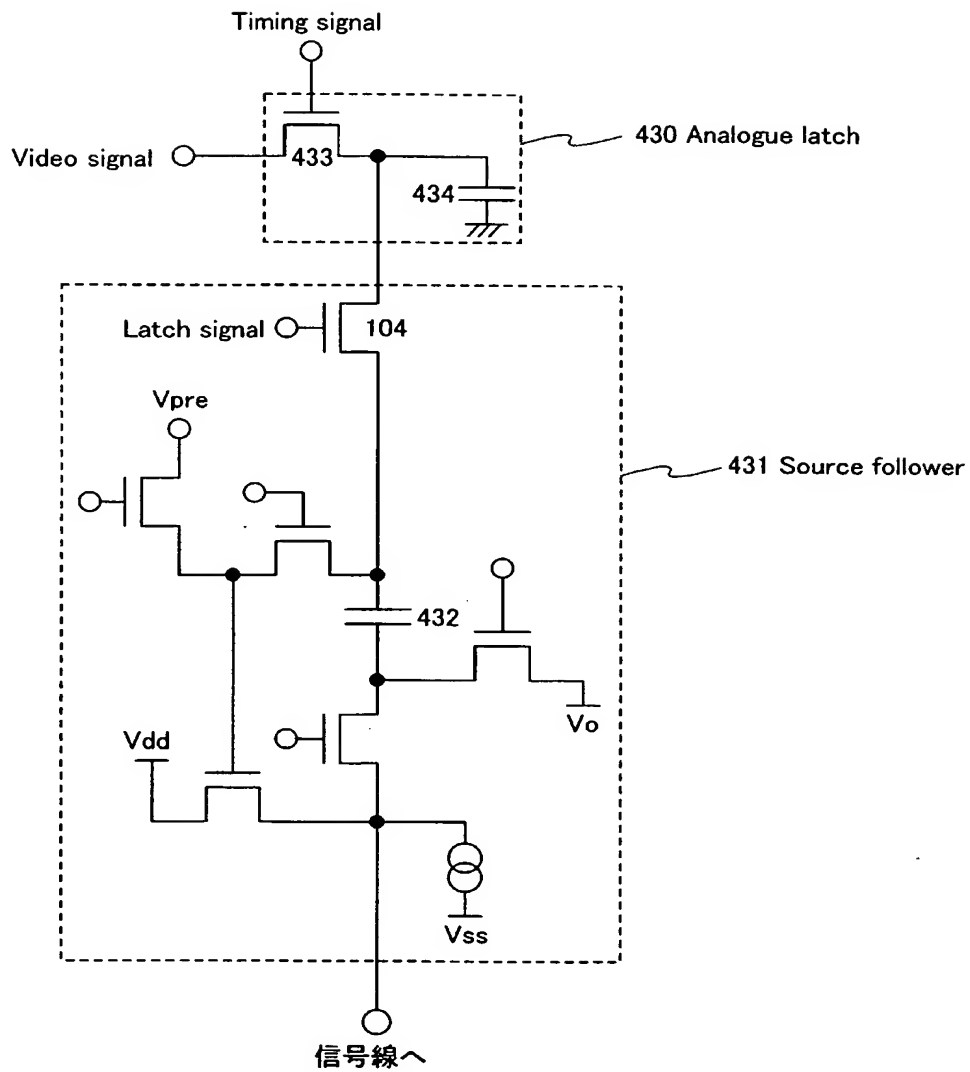 Timing signal
Video signal
433
434
430 Analogue latch
Latch signal
104
Vpre
431 Source follower
432
Vo
Vdd
Vss
信号線へ